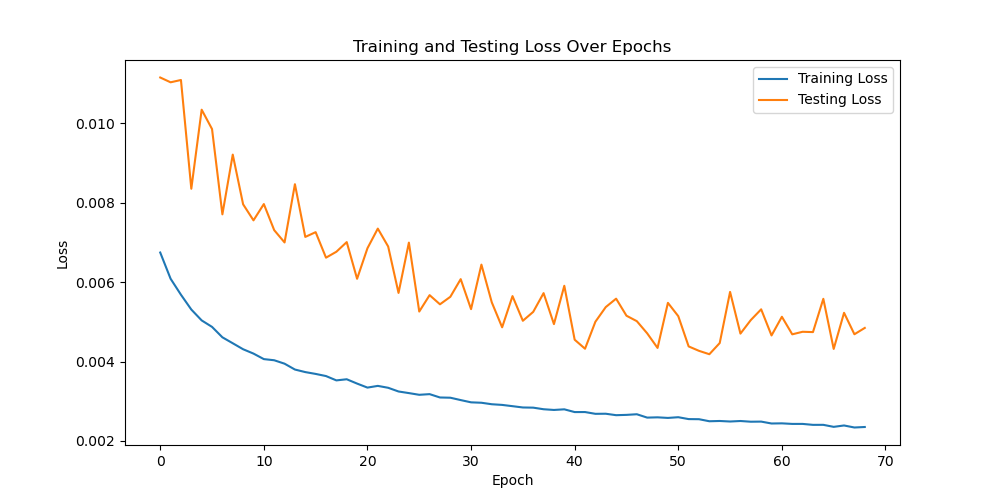 Training and Testing Loss Over Epochs
Training Loss
Testing Loss
0.010
0.008
0.006
0.004
0.002
Loss
0 10 20 30 40 50 60 70
Epoch